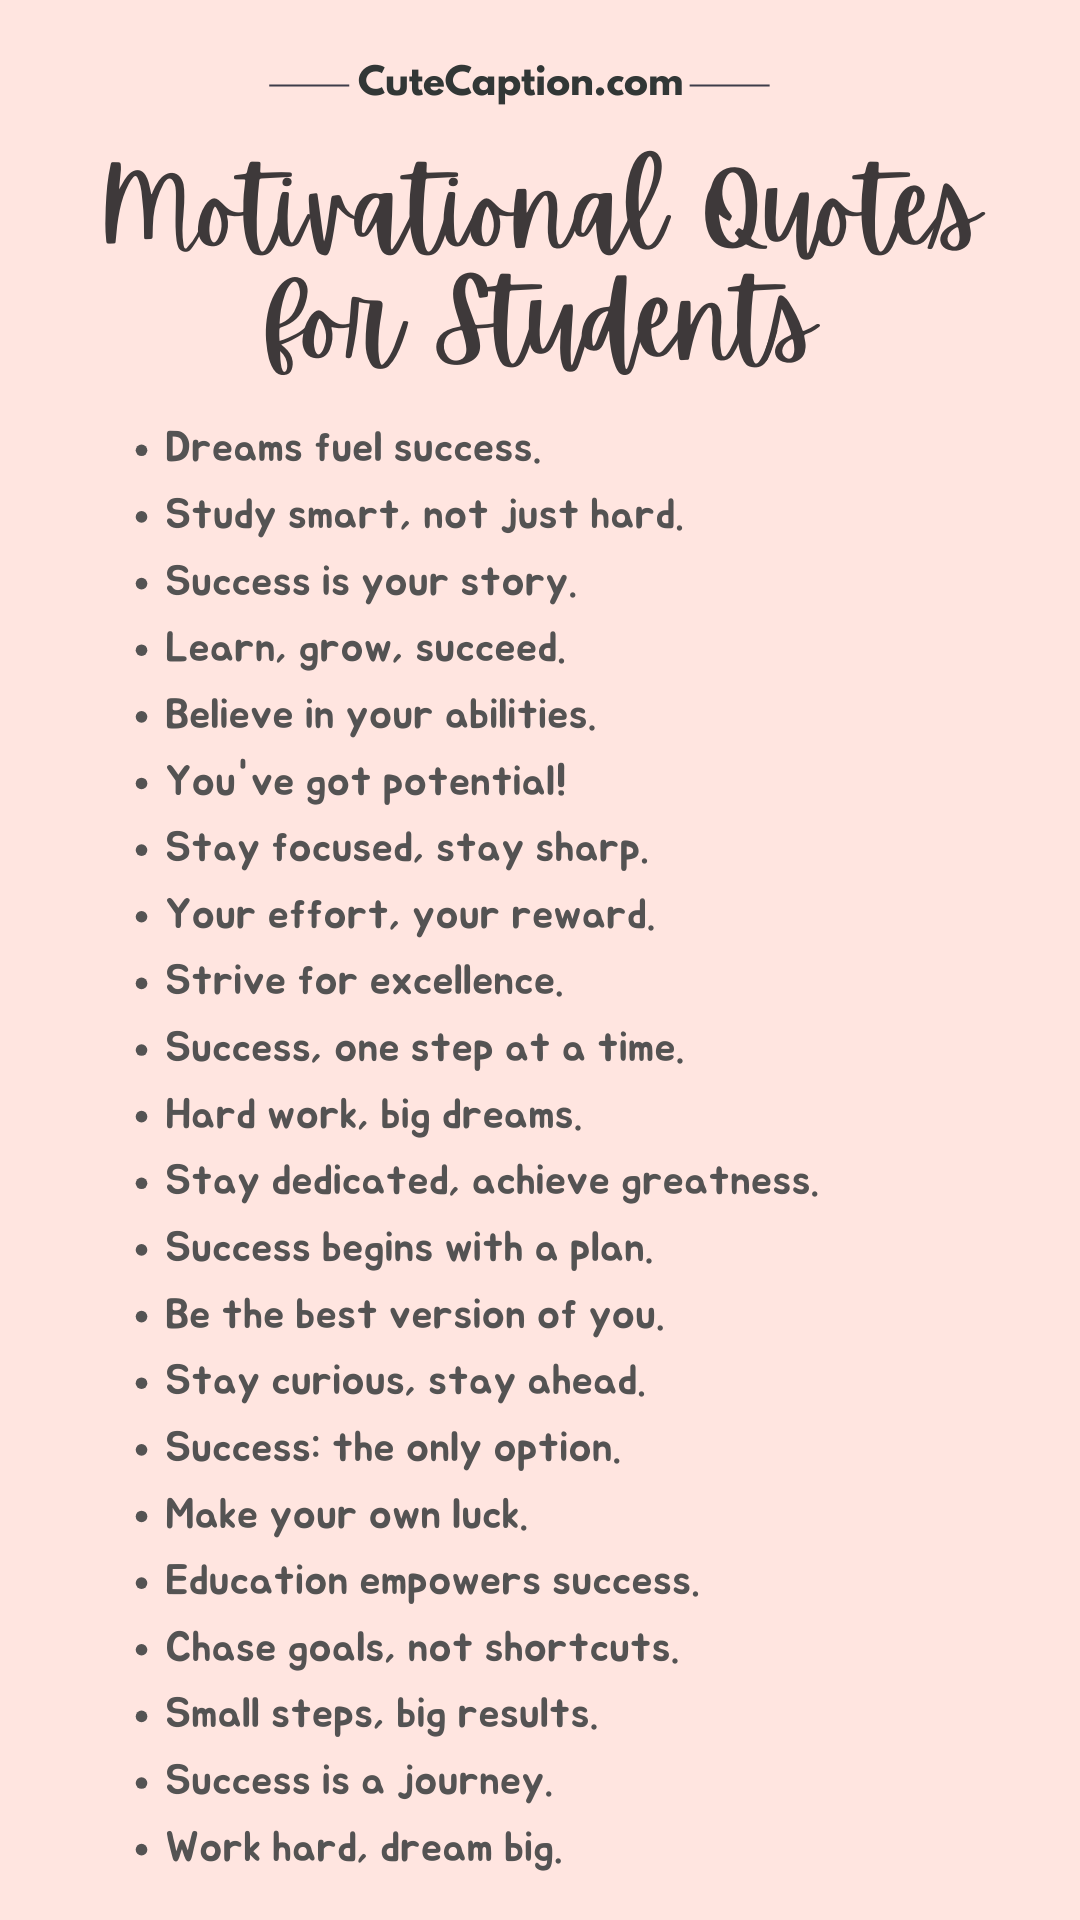 CuteCaption.com
Motivational Quotes
for Students
• Dreams fuel success.
• Study smart, not just hard.
• Success is your story.
• Learn, grow, succeed.
• Believe in your abilities.
• You've got potential!
• Stay focused, stay sharp.
• Your effort, your reward.
• Strive for excellence.
• Success, one step at a time.
• Hard work, big dreams.
• Stay dedicated, achieve greatness.
• Success begins with a plan.
• Be the best version of you.
• Stay curious, stay ahead.
• Success: the only option.
• Make your own luck.
• Education empowers success.
• Chase goals, not shortcuts.
• Small steps, big results.
• Success is a journey.
• Work hard, dream big.